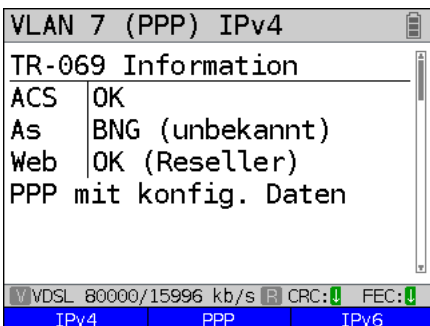 VLAN 7 (PPP) IPv4
TR-069 Information
ACS OK
As BNG (unbekannt)
Web OK (Reseller)
PPP mit konfig. Daten
V VDSL 80000/15996 kb/s R CRC:↓ FEC:↓
IPv4 PPP IPv6